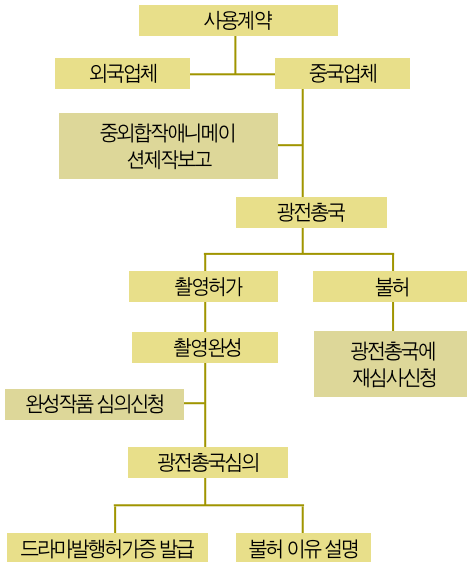 사용계약
외국업체
중국업체
중외합작애니메이
션제작보고
광전총국
촬영허가
불허
촬영완성
광전총국에
재심사신청
완성작품 심의신청
광전총국심의
드라마발행허가증 발급
불허 이유 설명